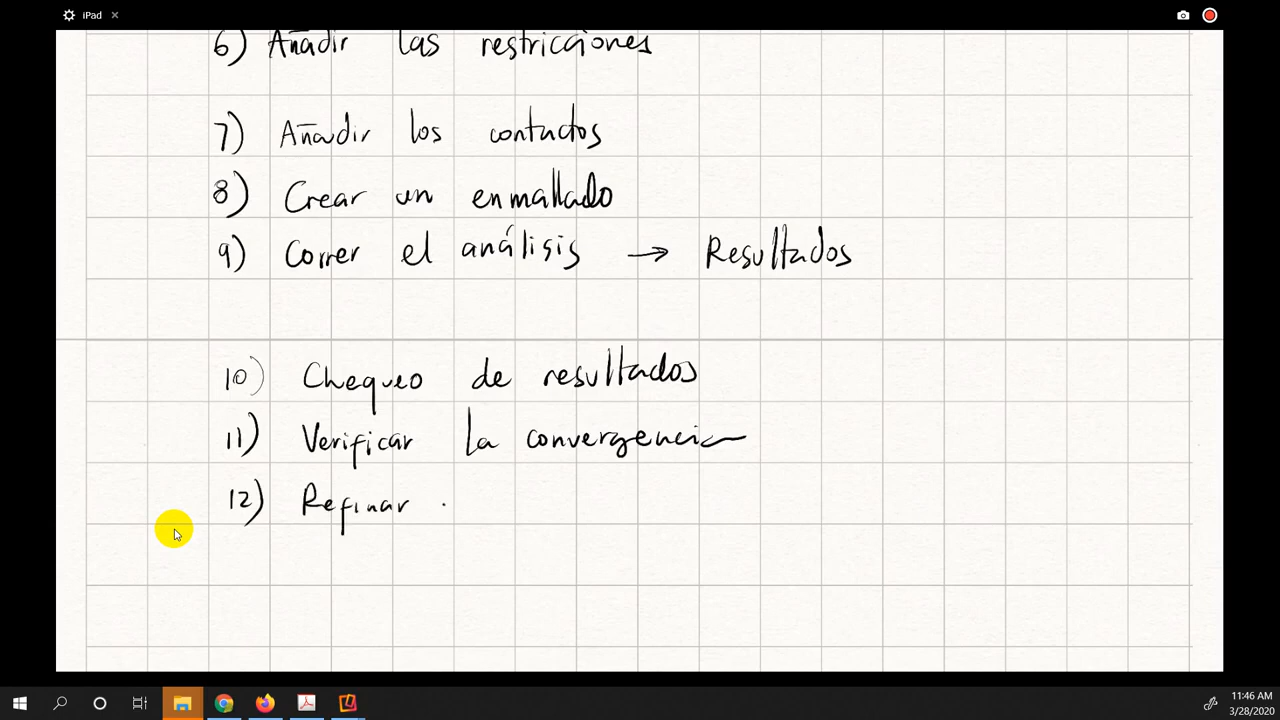 iPad
6) Añadir las restricciones
7) Añadir los contactos
8) Crear un enmallado
9) Correr el análisis → Resultados
10) Chequeo de resultados
11) Verificar la convergencia
12) Refinar
11:46 AM
3/28/2020